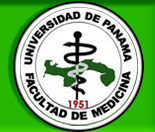 UNIVERSIDAD DE PANAMA
FACULTAD DE MEDICINA
1951